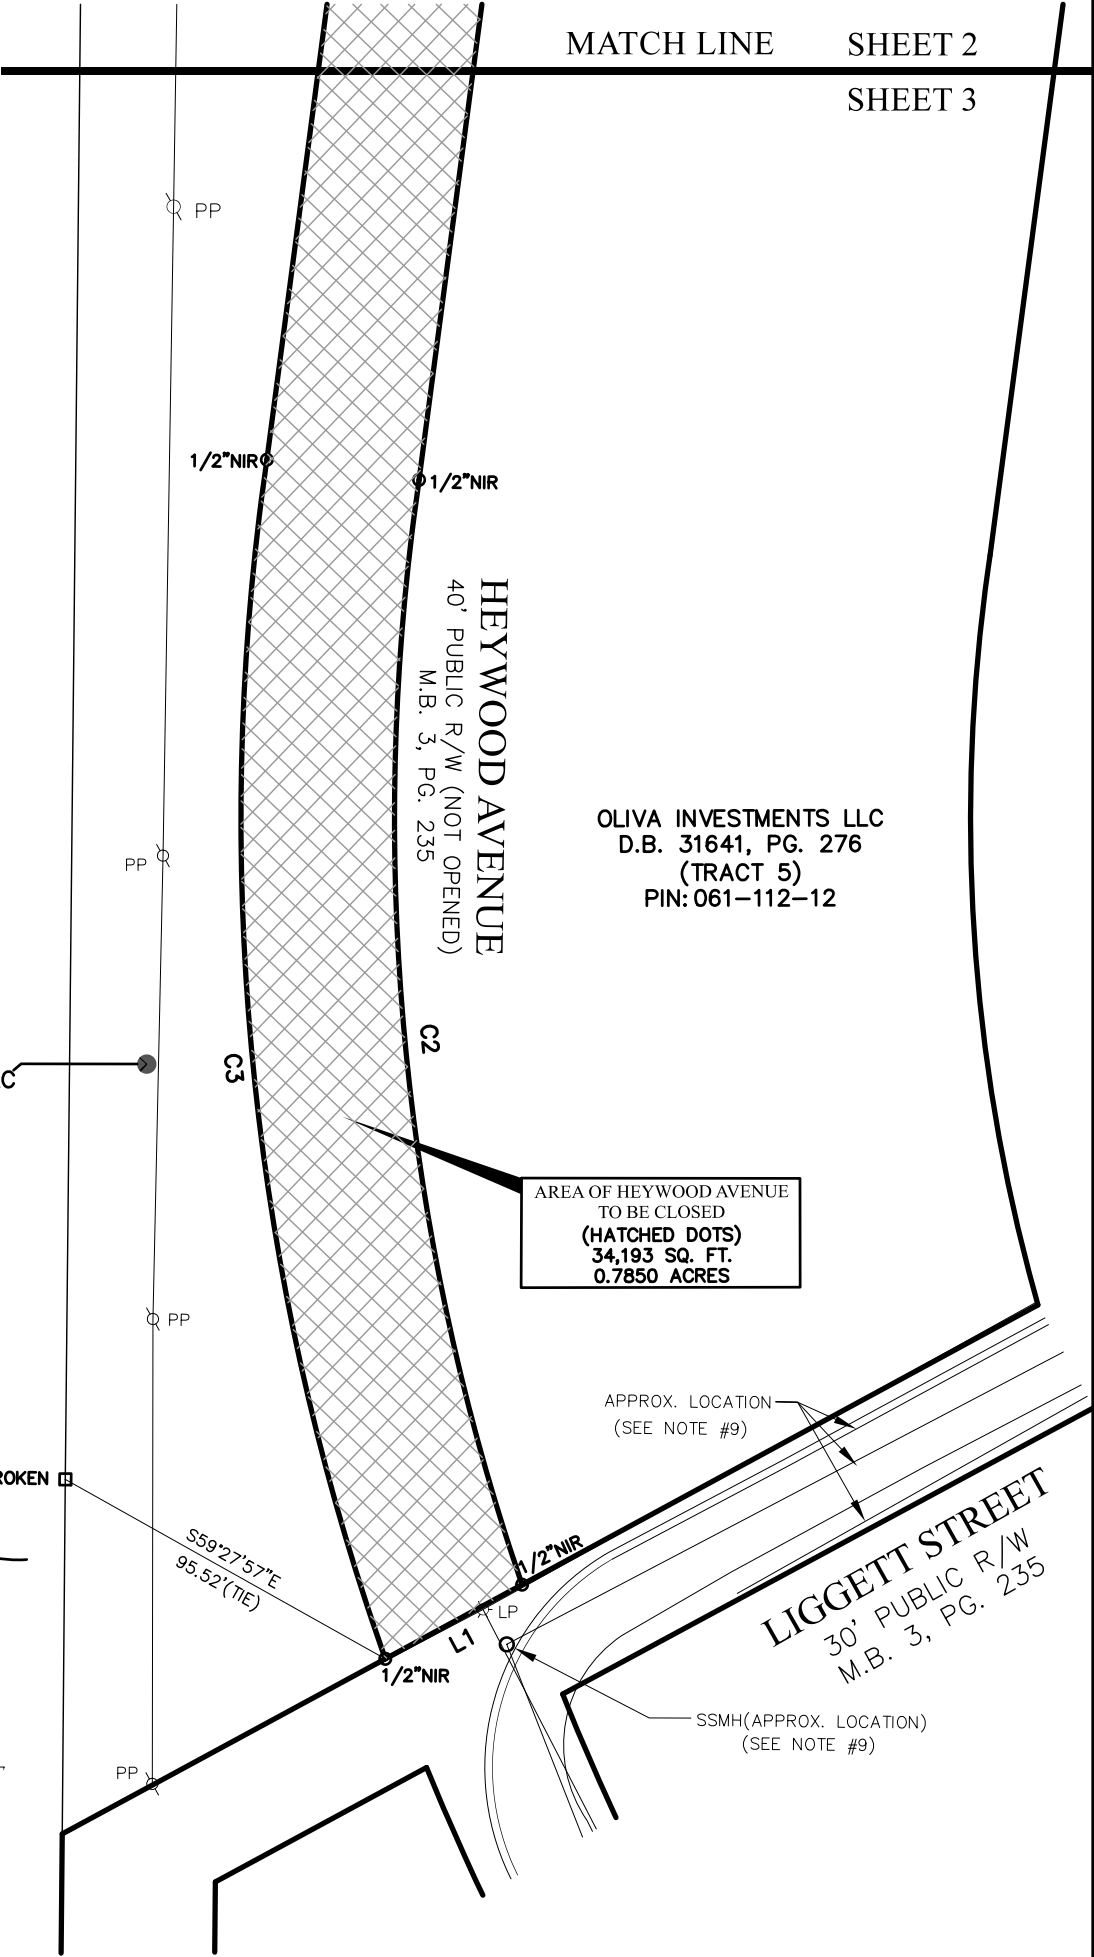 MATCH LINE SHEET 2
SHEET 3
PP
1/2"NIR
1/2"NIR
HEYWOOD AVENUE
40' PUBLIC R/W (NOT OPENED)
M.B. 3, PG. 235
OLIVA INVESTMENTS LLC
D.B. 31641, PG. 276
(TRACT 5)
PIN: 061-112-12
PP
C2
C3
C
AREA OF HEYWOOD AVENUE
TO BE CLOSED
(HATCHED DOTS)
34,193 SQ. FT.
0.7850 ACRES
PP
APPROX. LOCATION
(SEE NOTE #9)
ROKEN
S59°27'57"E
95.52'(TIE)
1/2"NIR
LP
L1
1/2"NIR
LIGGETT STREET
30' PUBLIC R/W
M.B. 3, PG. 235
SSMH(APPROX. LOCATION)
(SEE NOTE #9)
PP